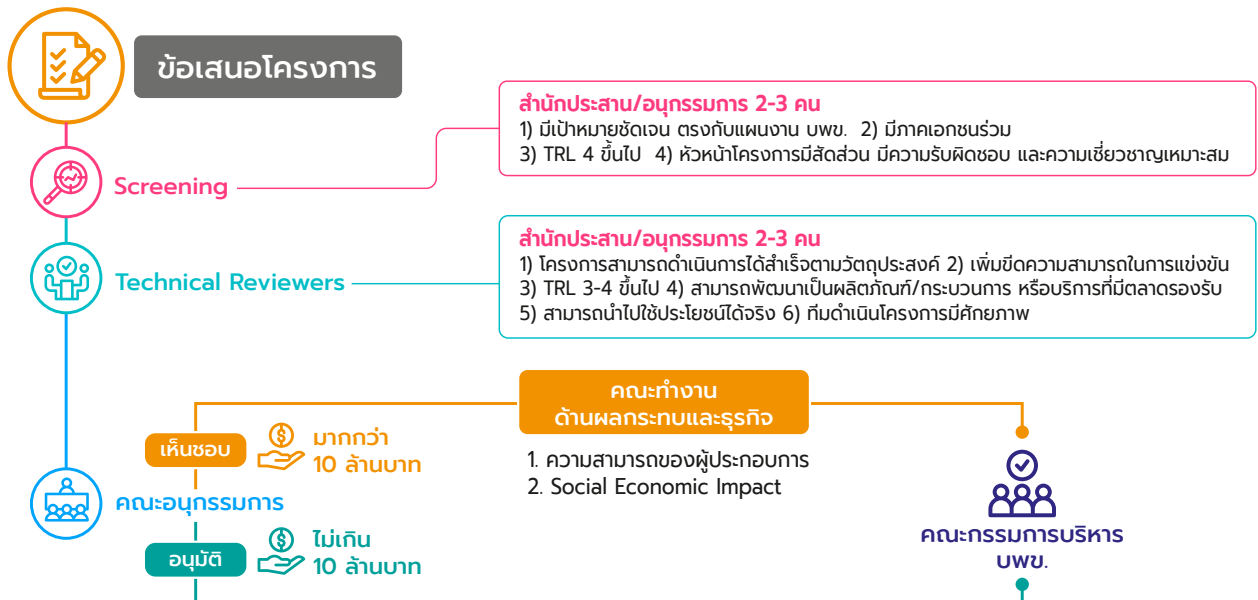 ข้อเสนอโครงการ
สำนักประสาน/อนุกรรมการ 2-3 คน
1) มีเป้าหมายชัดเจน ตรงกับแผนงาน บพข. 2) มีภาคเอกชนร่วม
3) TRL 4 ขึ้นไป 4) หัวหน้าโครงการมีสัดส่วน มีความรับผิดชอบ และความเชี่ยวชาญเหมาะสม
Screening
สำนักประสาน/อนุกรรมการ 2-3 คน
1) โครงการสามารถดำเนินการได้สำเร็จตามวัตถุประสงค์ 2) เพิ่มขีดความสามารถในการแข่งขัน
3) TRL 3-4 ขึ้นไป 4) สามารถพัฒนาเป็นผลิตภัณฑ์/กระบวนการ หรือบริการที่มีตลาดรองรับ
5) สามารถนำไปใช้ประโยชน์ได้จริง 6) ทีมดำเนินโครงการมีศักยภาพ
Technical Reviewers
คณะทำงาน
ด้านผลกระทบและธุรกิจ
เห็นชอบ
มากกว่า
10 ล้านบาท
1. ความสามารถของผู้ประกอบการ
2. Social Economic Impact
คณะอนุกรรมการ
อนุมัติ
ไม่เกิน
10 ล้านบาท
คณะกรรมการบริหาร
บพข.